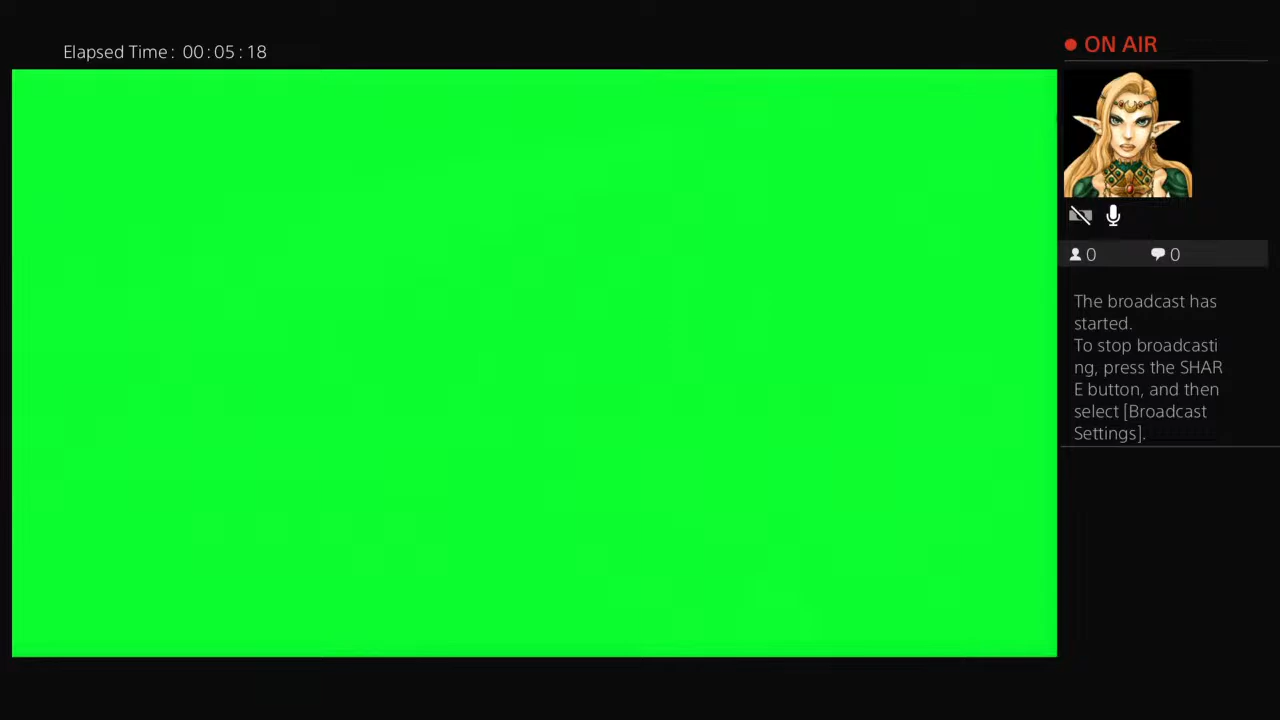 Elapsed Time: 00:05:18
ON AIR
0 0
The broadcast has
started.
To stop broadcasti
ng, press the SHAR
E button, and then
select [Broadcast
Settings].